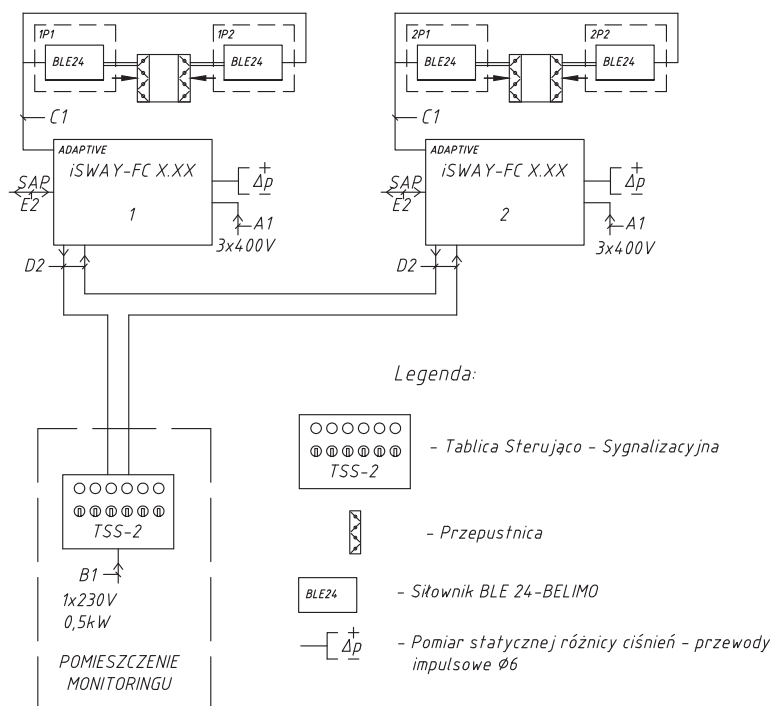 1P1
1P2
BLE24
BLE24
2P1
2P2
BLE24
BLE24
C1
C1
ADAPTIVE
iSWAY-FC X.XX
1
SAP
E2
+
Δp
-
A1
3x400V
ADAPTIVE
iSWAY-FC X.XX
2
SAP
E2
+
Δp
-
A1
3x400V
D2
D2
Legenda:
TSS-2
- Tablica Sterująco - Sygnalizacyjna
- Przepustnica
BLE24
- Siłownik BLE 24-BELIMO
+
Δp
-
- Pomiar statycznej różnicy ciśnień - przewody
impulsowe Ø6
TSS-2
B1
1x230V
0,5kW
POMIESZCZENIE
MONITORINGU